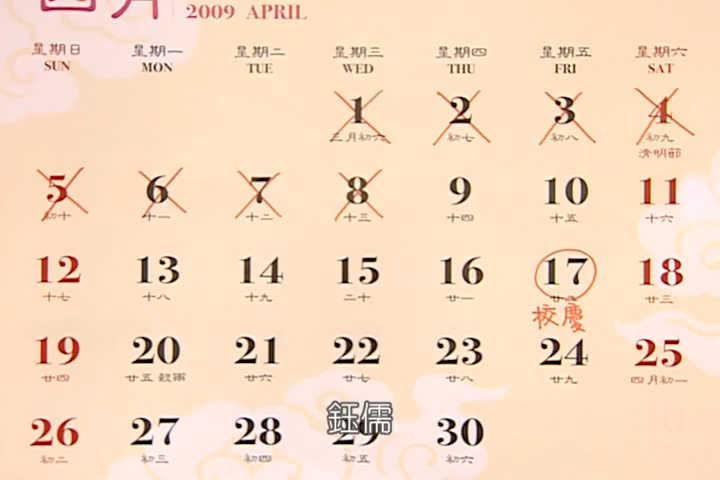 四月 2009 APRIL
星期日 星期一 星期二 星期三 星期四 星期五 星期六
SUN MON TUE WED THU FRI SAT
1 2 3 4
三月初六 初七 初八 初九
清明節
5 6 7 8 9 10 11
初十 十一 十二 十三 十四 十五 十六
12 13 14 15 16 17 18
十七 十八 十九 二十 廿一 廿二 廿三
校慶
19 20 21 22 23 24 25
廿四 廿五 穀雨 廿六 廿七 廿八 廿九 四月初一
26 27 28 29 30
初二 初三 初四 初五 初六
鈺儒